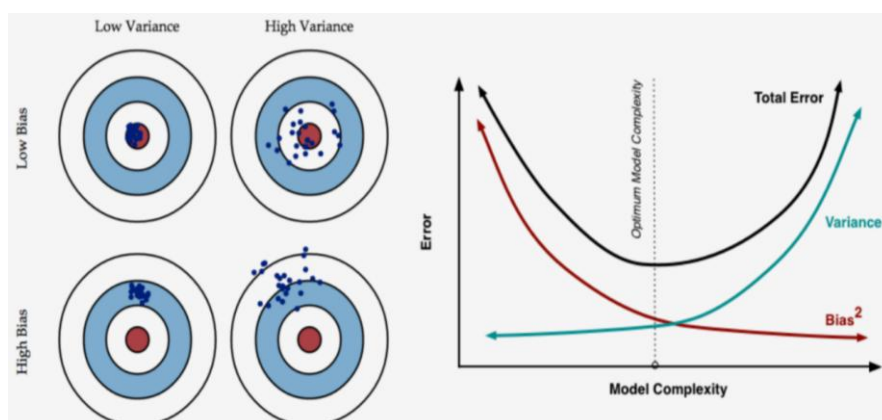 Low Variance
High Variance
Low Bias
High Bias
Error
Optimum Model Complexity
Total Error
Variance
Bias²
Model Complexity